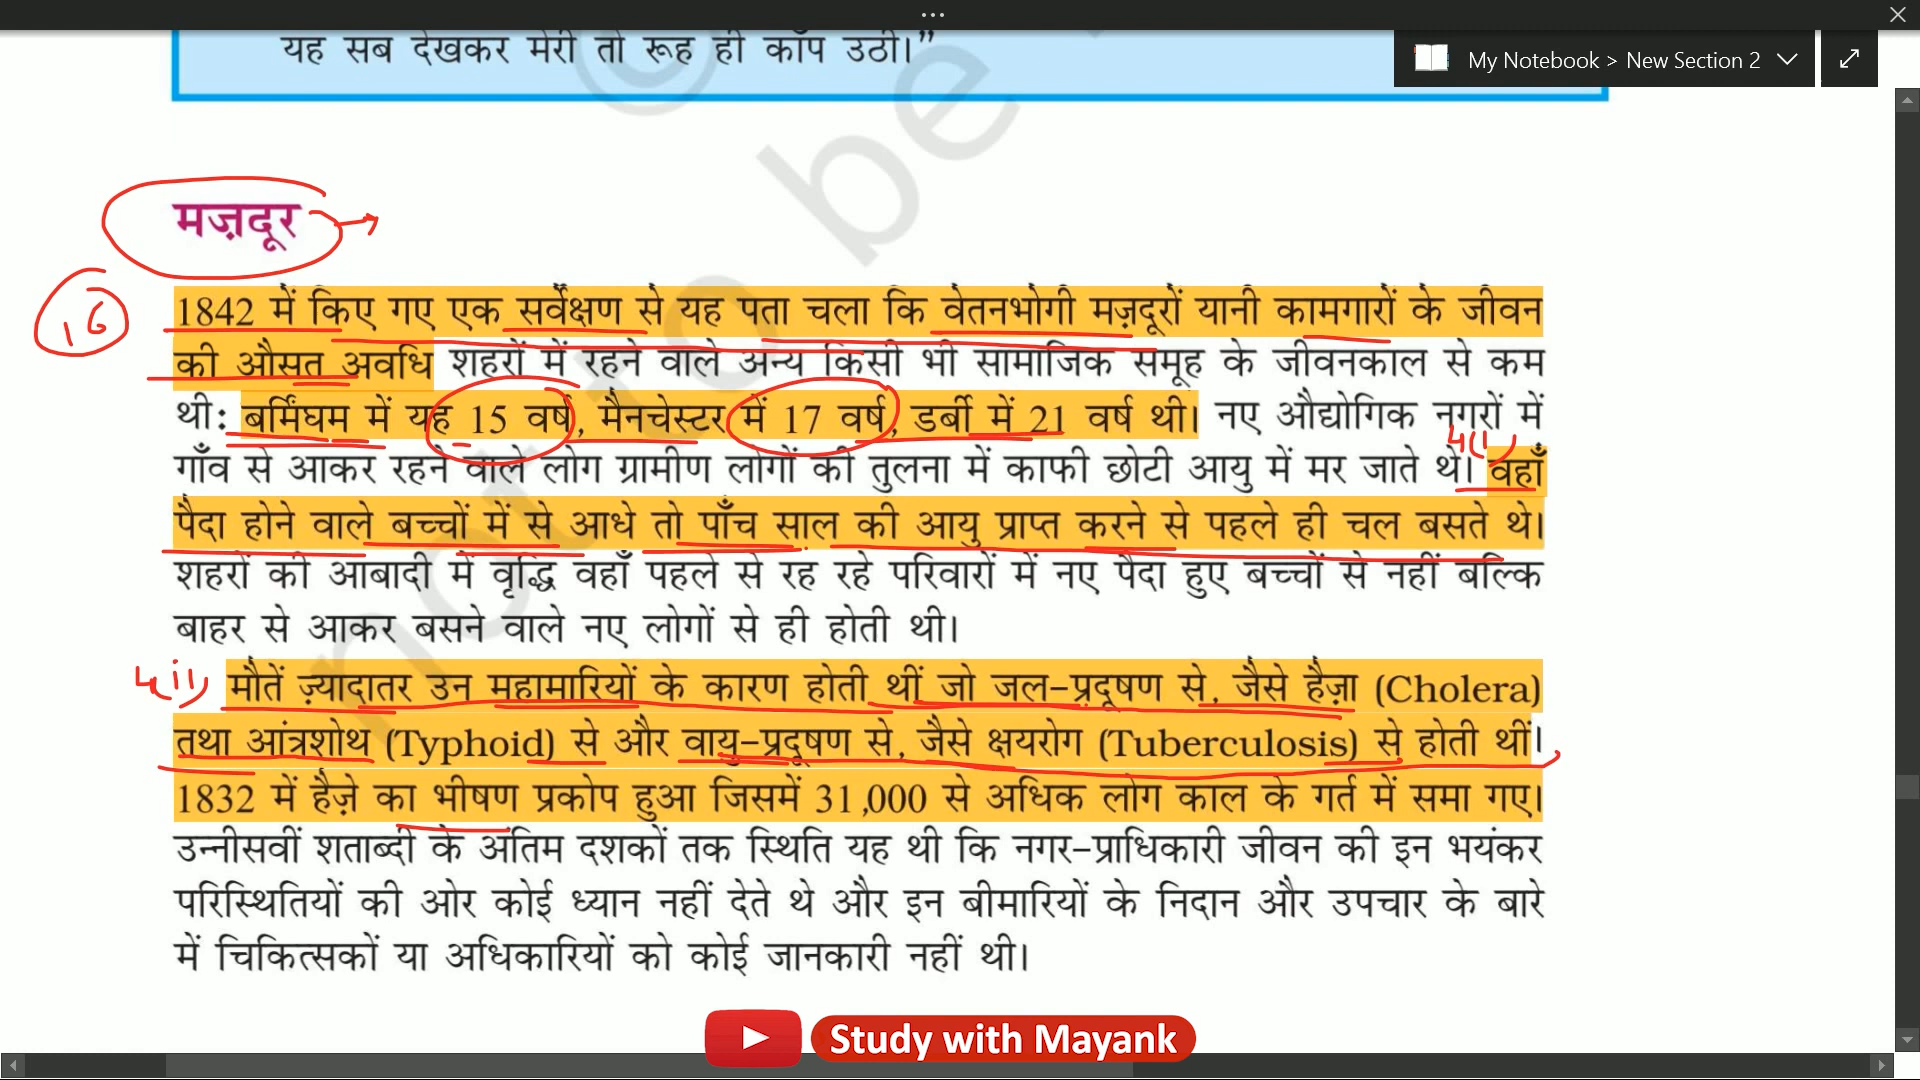 यह सब देखकर मेरी तो रूह ही काँप उठी।”
My Notebook > New Section 2
मज़दूर
16
1842 में किए गए एक सर्वेक्षण से यह पता चला कि वेतनभोगी मज़दूरों यानी कामगारों के जीवन
की औसत अवधि शहरों में रहने वाले अन्य किसी भी सामाजिक समूह के जीवनकाल से कम
थी: बर्मिंघम में यह 15 वर्ष, मैनचेस्टर में 17 वर्ष, डर्बी में 21 वर्ष थी। नए औद्योगिक नगरों में
गाँव से आकर रहने वाले लोग ग्रामीण लोगों की तुलना में काफी छोटी आयु में मर जाते थे। वहाँ
पैदा होने वाले बच्चों में से आधे तो पाँच साल की आयु प्राप्त करने से पहले ही चल बसते थे।
शहरों की आबादी में वृद्धि वहाँ पहले से रह रहे परिवारों में नए पैदा हुए बच्चों से नहीं बल्कि
बाहर से आकर बसने वाले नए लोगों से ही होती थी।
मौतें ज़्यादातर उन महामारियों के कारण होती थीं जो जल-प्रदूषण से, जैसे हैज़ा (Cholera)
तथा आंत्रशोथ (Typhoid) से और वायु-प्रदूषण से, जैसे क्षयरोग (Tuberculosis) से होती थीं।
1832 में हैज़े का भीषण प्रकोप हुआ जिसमें 31,000 से अधिक लोग काल के गर्त में समा गए।
उन्नीसवीं शताब्दी के अंतिम दशकों तक स्थिति यह थी कि नगर-प्राधिकारी जीवन की इन भयंकर
परिस्थितियों की ओर कोई ध्यान नहीं देते थे और इन बीमारियों के निदान और उपचार के बारे
में चिकित्सकों या अधिकारियों को कोई जानकारी नहीं थी।
not to be
Study with Mayank